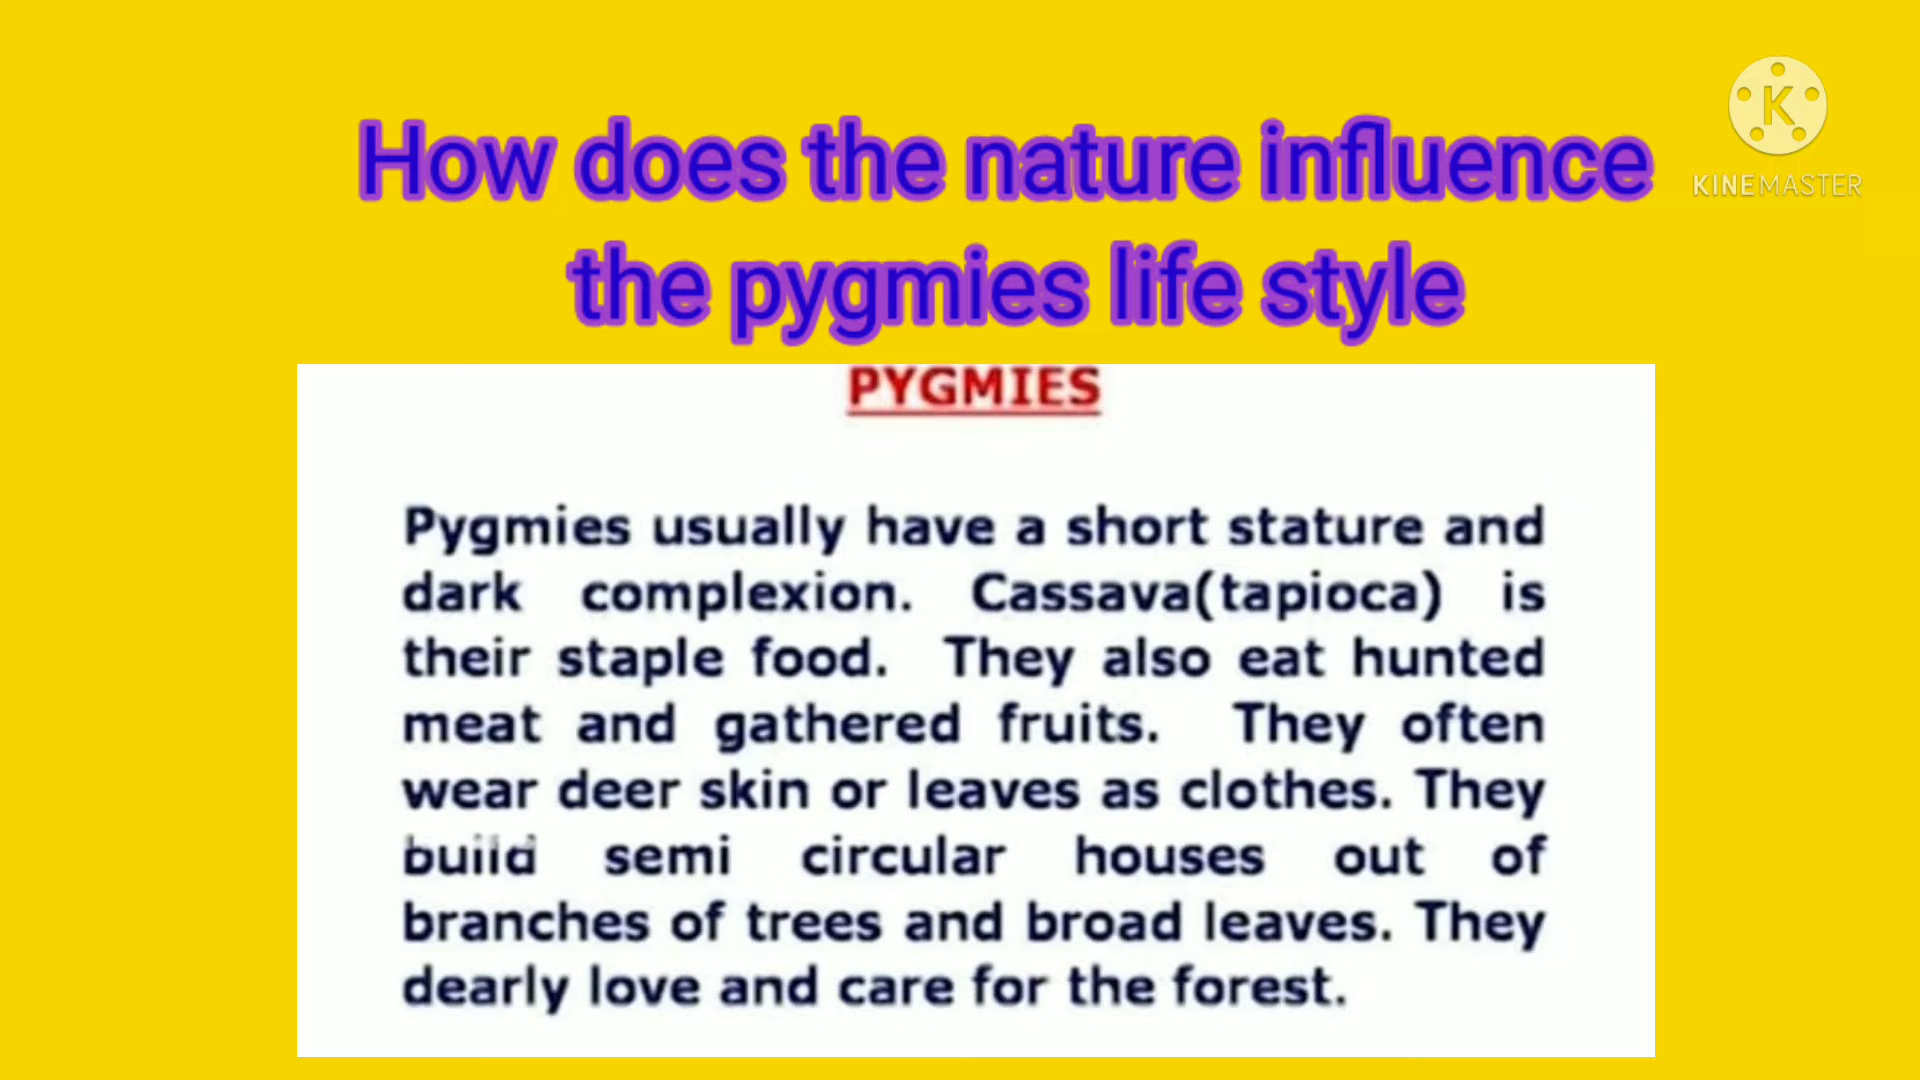 How does the nature influence
the pygmies life style
KINEMASTER
PYGMIES
Pygmies usually have a short stature and
dark complexion. Cassava(tapioca) is
their staple food. They also eat hunted
meat and gathered fruits. They often
wear deer skin or leaves as clothes. They
build semi circular houses out of
branches of trees and broad leaves. They
dearly love and care for the forest.